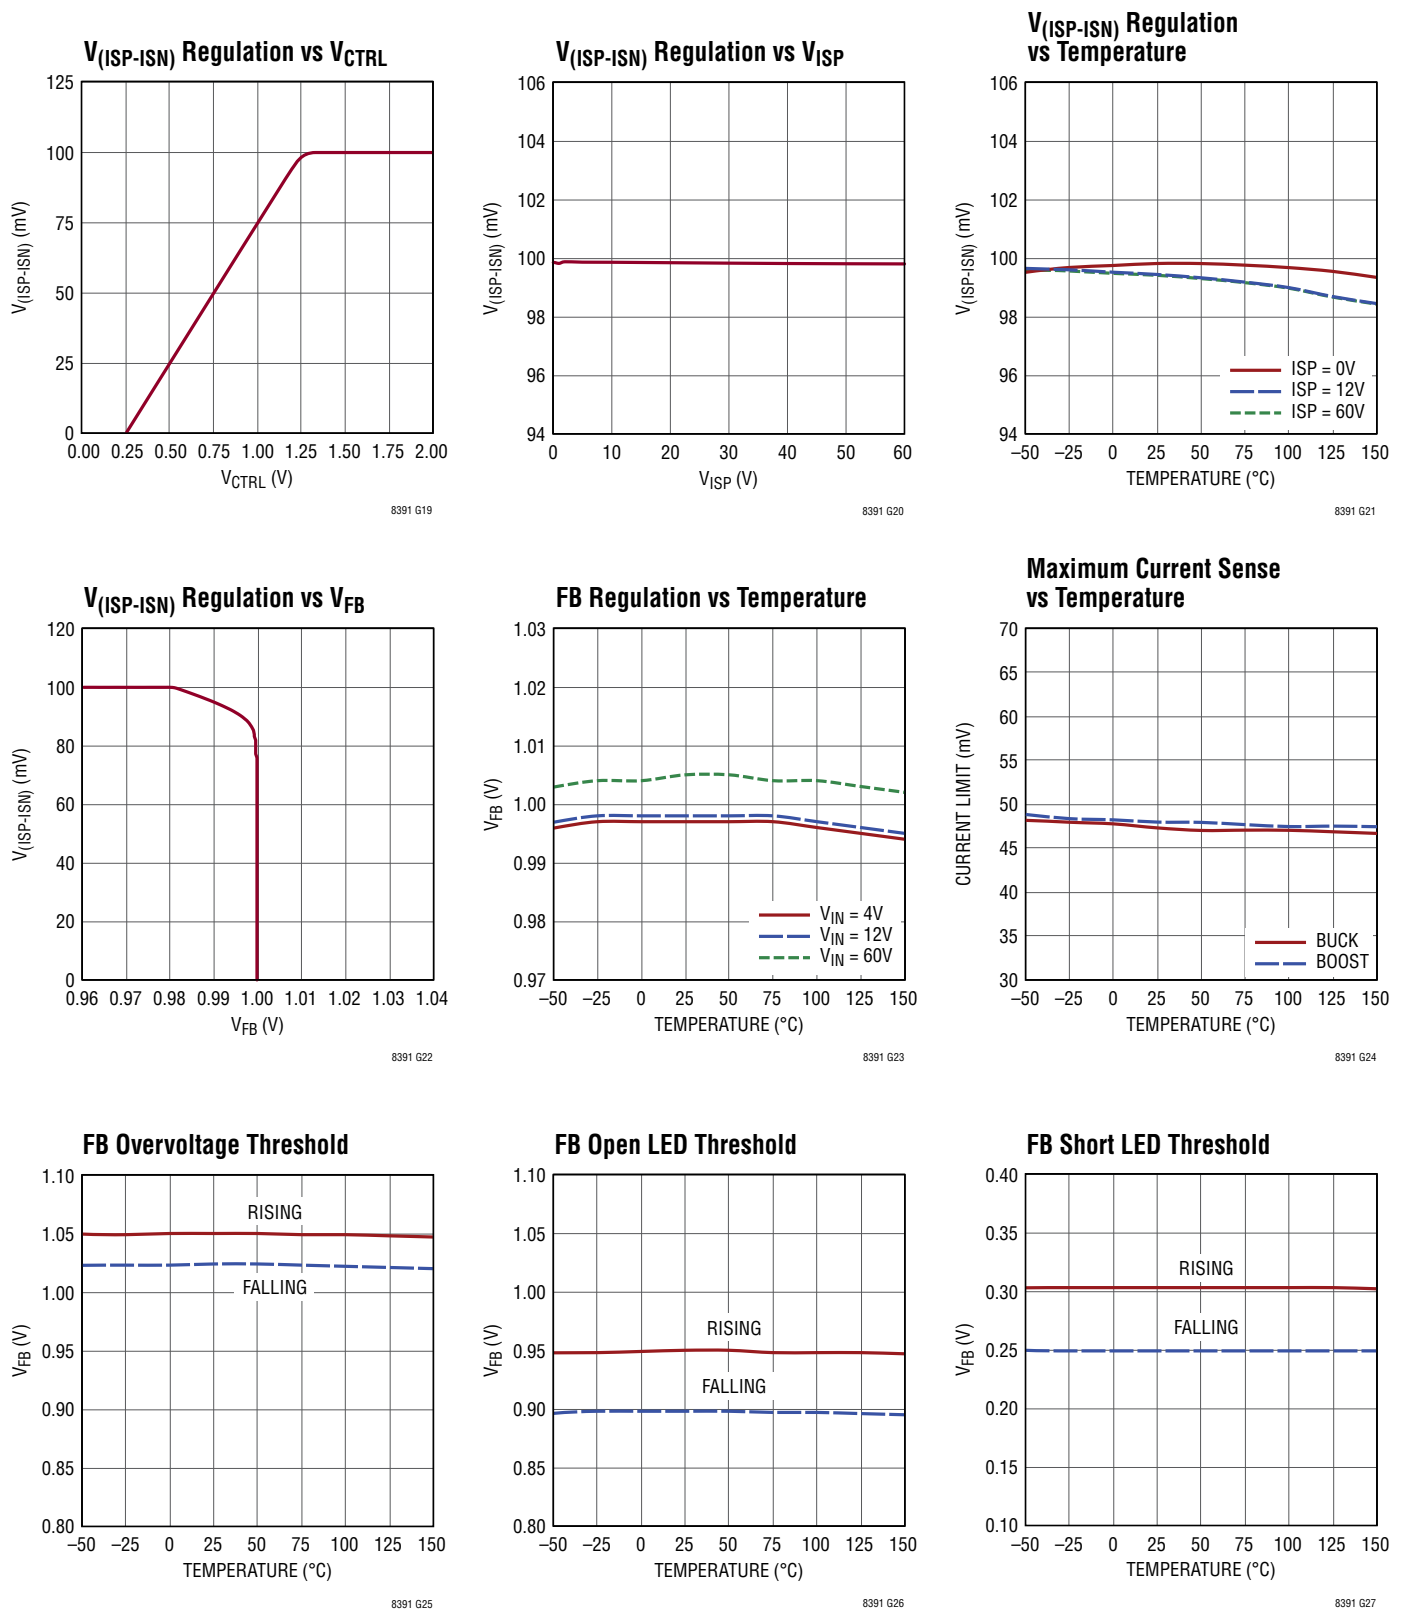 V(ISP-ISN) Regulation vs VCTRL
125
100
75
50
25
0
0.00 0.25 0.50 0.75 1.00 1.25 1.50 1.75 2.00
V(ISP-ISN) (mV)
VCTRL (V)
8391 G19
V(ISP-ISN) Regulation vs VISP
106
104
102
100
98
96
94
0 10 20 30 40 50 60
V(ISP-ISN) (mV)
VISP (V)
8391 G20
V(ISP-ISN) Regulation
vs Temperature
106
104
102
100
98
96
94
–50 –25 0 25 50 75 100 125 150
V(ISP-ISN) (mV)
TEMPERATURE (°C)
ISP = 0V
ISP = 12V
ISP = 60V
8391 G21
V(ISP-ISN) Regulation vs VFB
120
100
80
60
40
20
0
0.96 0.97 0.98 0.99 1.00 1.01 1.02 1.03 1.04
V(ISP-ISN) (mV)
VFB (V)
8391 G22
FB Regulation vs Temperature
1.03
1.02
1.01
1.00
0.99
0.98
0.97
–50 –25 0 25 50 75 100 125 150
VFB (V)
TEMPERATURE (°C)
VIN = 4V
VIN = 12V
VIN = 60V
8391 G23
Maximum Current Sense
vs Temperature
70
65
60
55
50
45
40
35
30
–50 –25 0 25 50 75 100 125 150
CURRENT LIMIT (mV)
TEMPERATURE (°C)
BUCK
BOOST
8391 G24
FB Overvoltage Threshold
1.10
1.05
1.00
0.95
0.90
0.85
0.80
–50 –25 0 25 50 75 100 125 150
VFB (V)
TEMPERATURE (°C)
RISING
FALLING
8391 G25
FB Open LED Threshold
1.10
1.05
1.00
0.95
0.90
0.85
0.80
–50 –25 0 25 50 75 100 125 150
VFB (V)
TEMPERATURE (°C)
RISING
FALLING
8391 G26
FB Short LED Threshold
0.40
0.35
0.30
0.25
0.20
0.15
0.10
–50 –25 0 25 50 75 100 125 150
VFB (V)
TEMPERATURE (°C)
RISING
FALLING
8391 G27